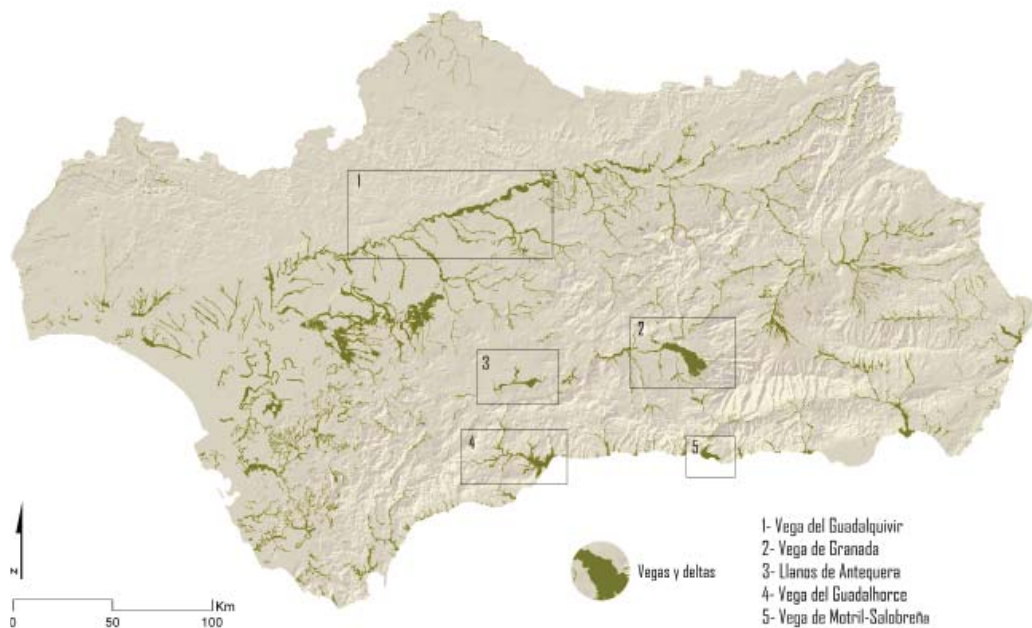 1
2
3
4
5
N
0 50 100 Km
Vegas y deltas
1- Vega del Guadalquivir
2- Vega de Granada
3- Llanos de Antequera
4- Vega del Guadalhorce
5- Vega de Motril-Salobreña